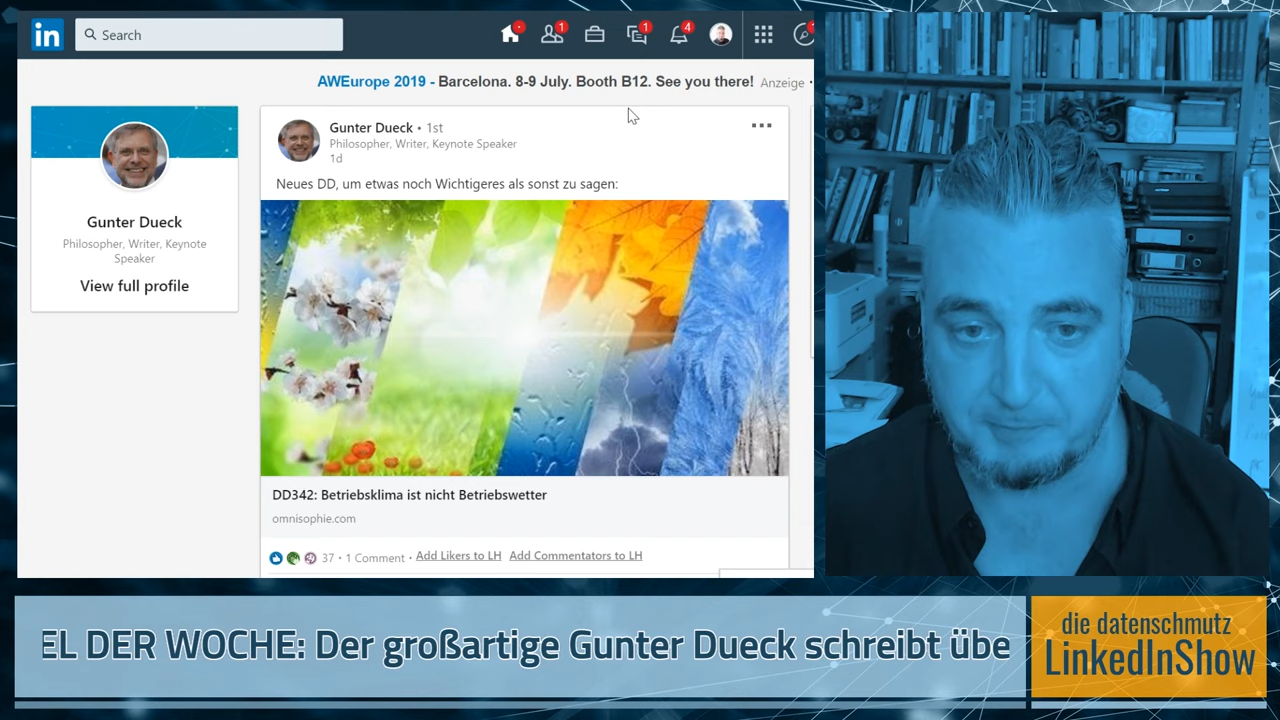 in
Search
1
1
4
AWEurope 2019 - Barcelona. 8-9 July. Booth B12. See you there! Anzeige ·
Gunter Dueck
Philosopher, Writer, Keynote
Speaker
View full profile
Gunter Dueck • 1st
Philosopher, Writer, Keynote Speaker
1d
Neues DD, um etwas noch Wichtigeres als sonst zu sagen:
DD342: Betriebsklima ist nicht Betriebswetter
omnisophie.com
37 • 1 Comment • Add Likers to LH Add Commentators to LH
EL DER WOCHE: Der großartige Gunter Dueck schreibt übe
die datenschmutz
LinkedInShow